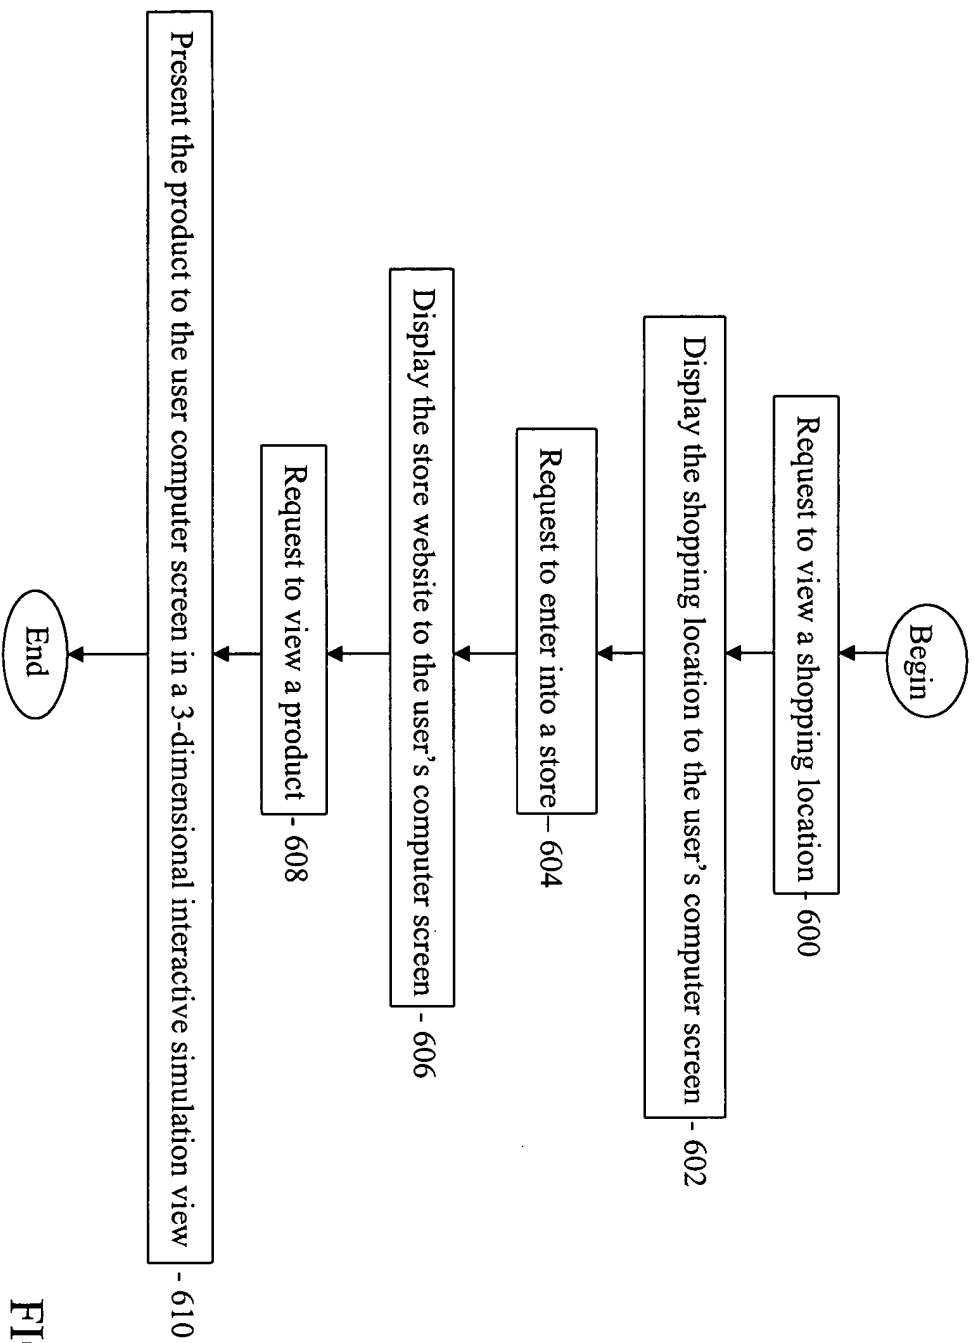 Begin
Request to view a shopping location - 600
Display the shopping location to the user's computer screen - 602
Request to enter into a store - 604
Display the store website to the user's computer screen - 606
Request to view a product - 608
Present the product to the user computer screen in a 3-dimensional interactive simulation view - 610
End